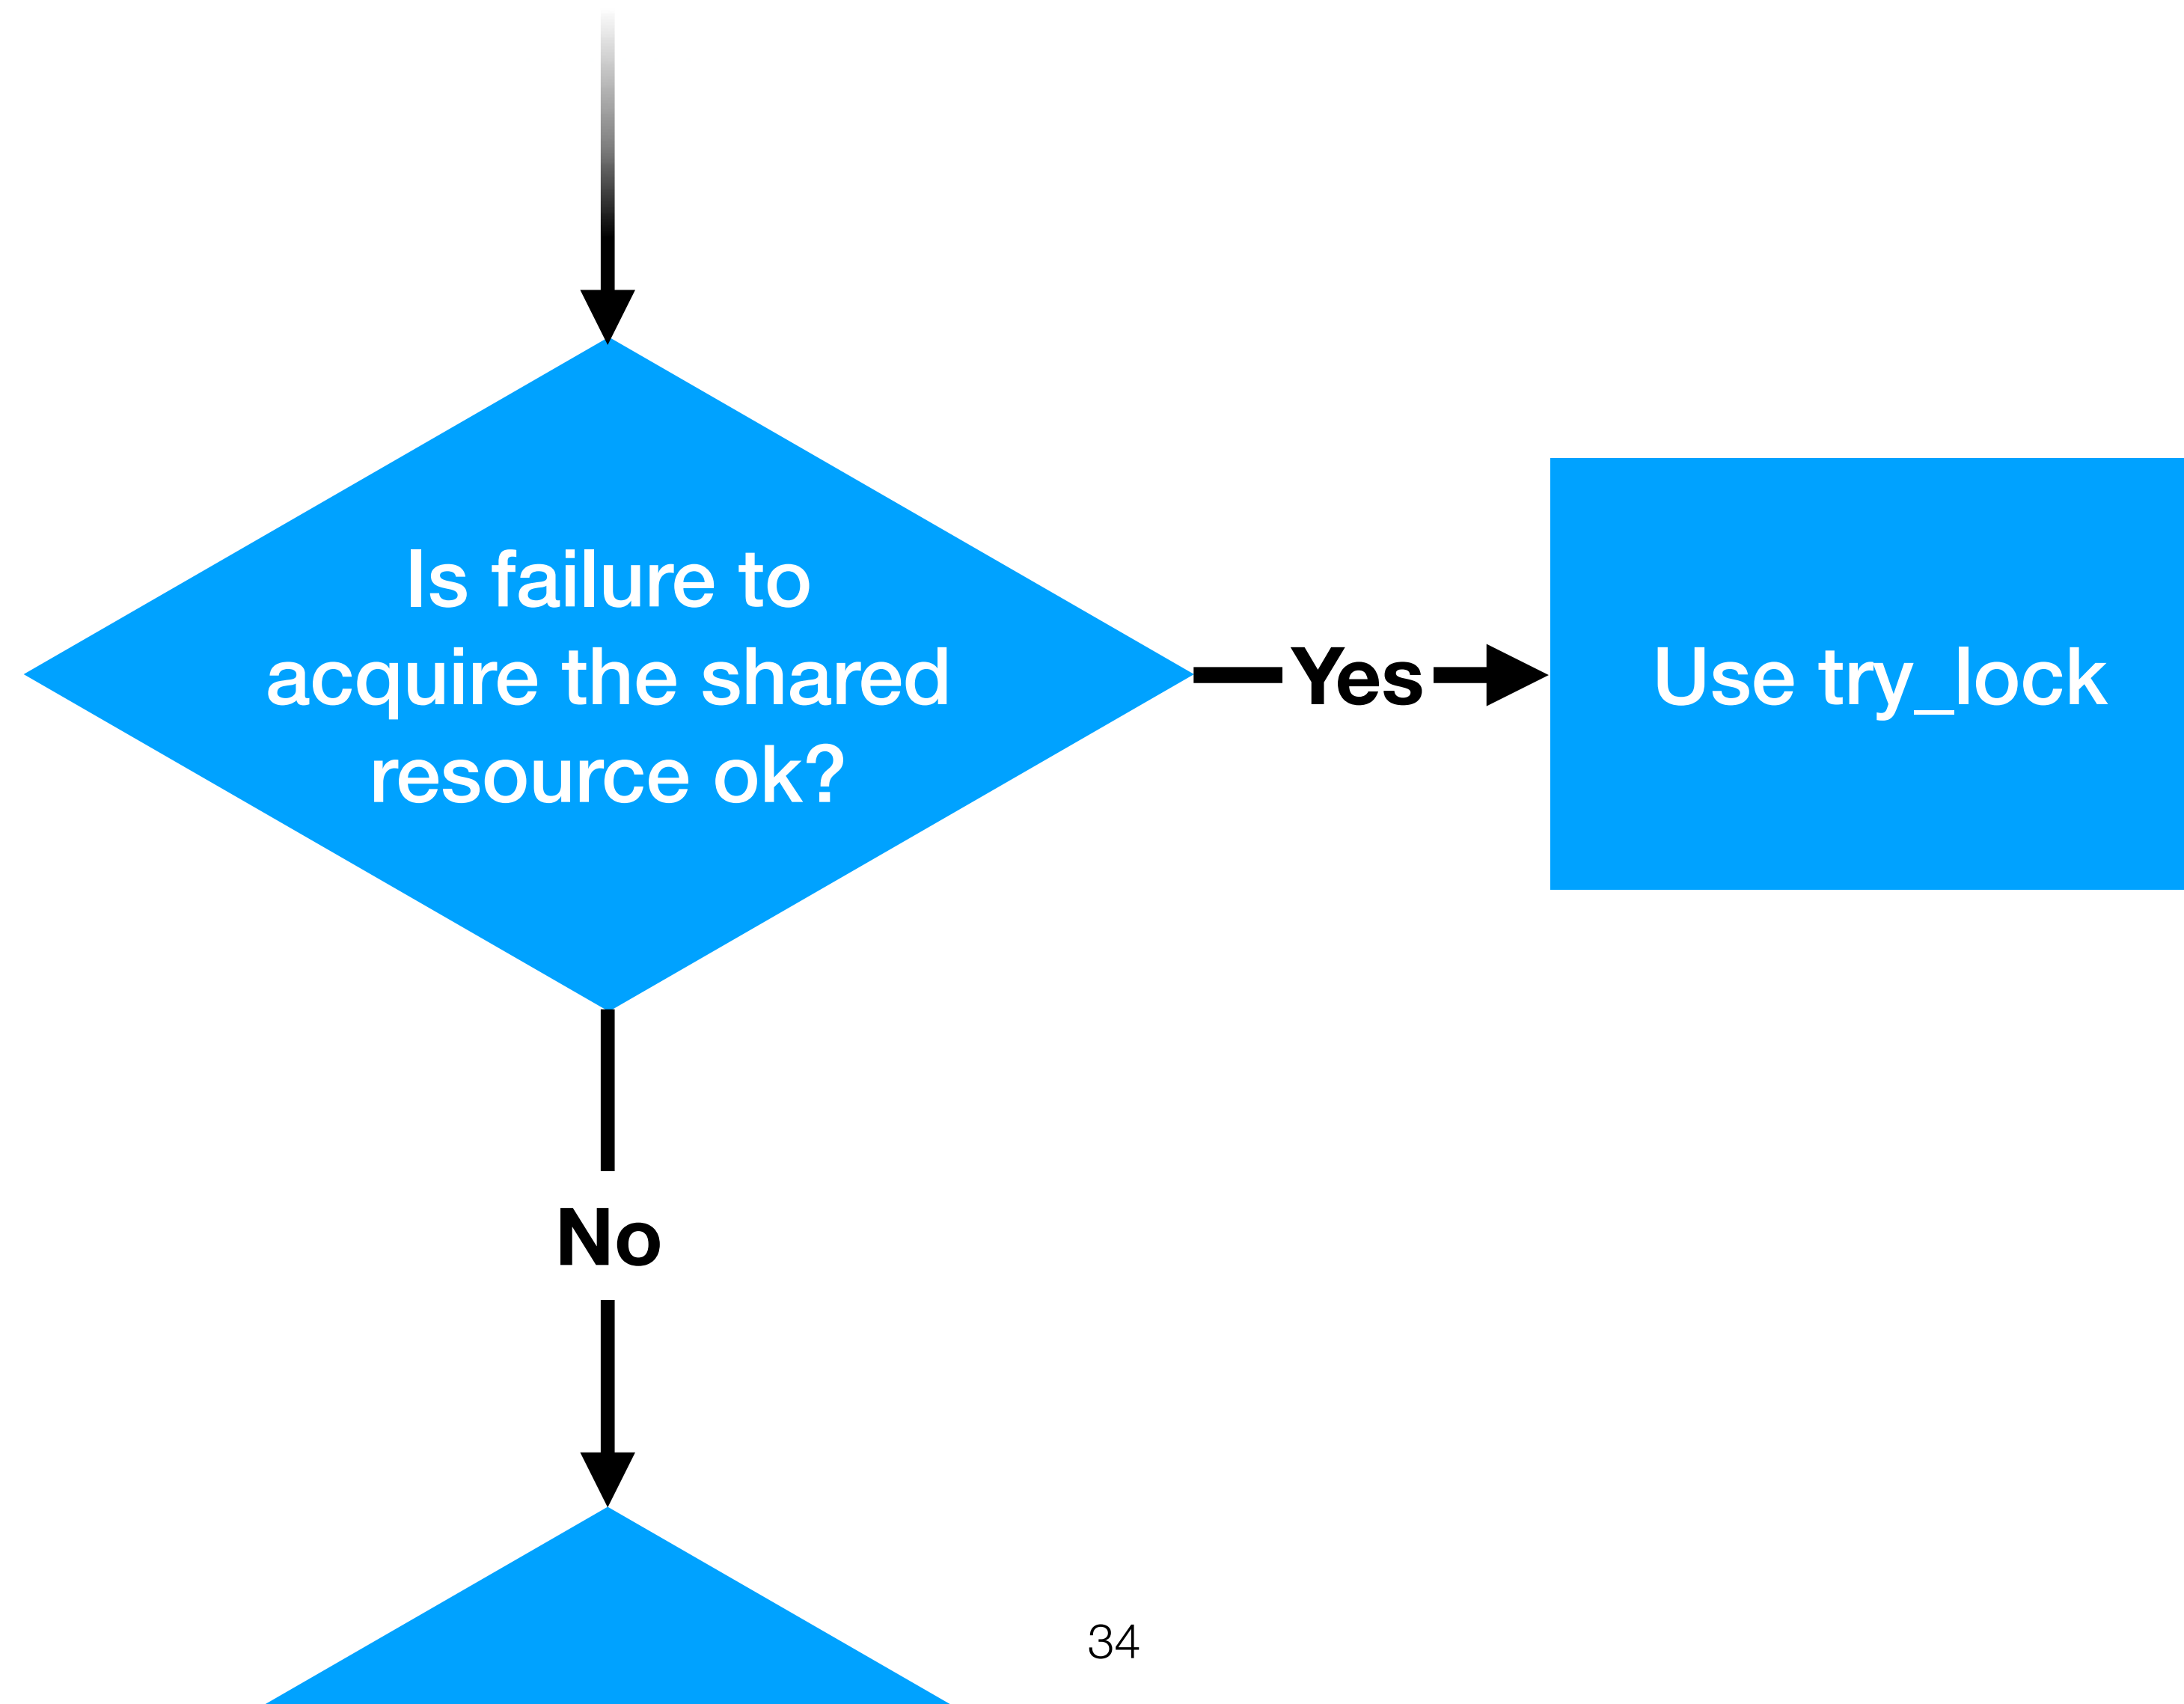 Is failure to
acquire the shared
resource ok?
Yes
Use try_lock
No
34